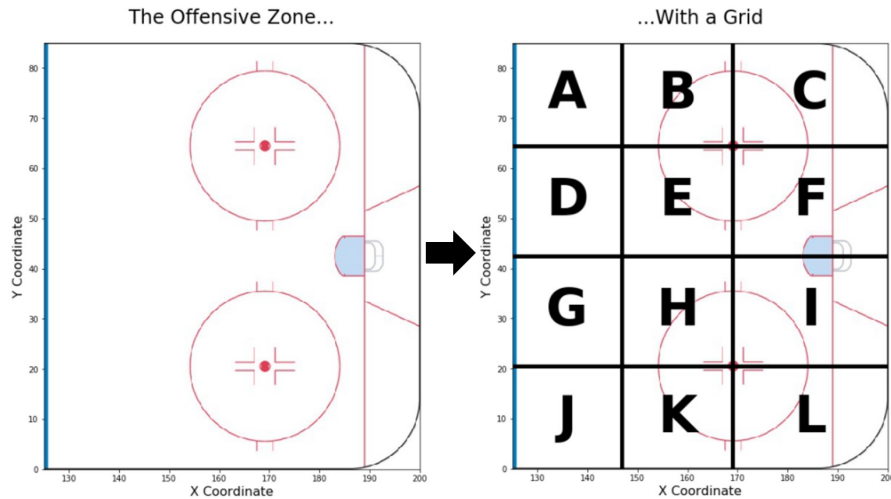 The Offensive Zone...
...With a Grid
80
70
60
50
40
30
20
10
0
130 140 150 160 170 180 190 200
X Coordinate
Y Coordinate
80
70
60
50
40
30
20
10
0
130 140 150 160 170 180 190
X Coordinate
Y Coordinate
A B C
D E F
G H I
J K L